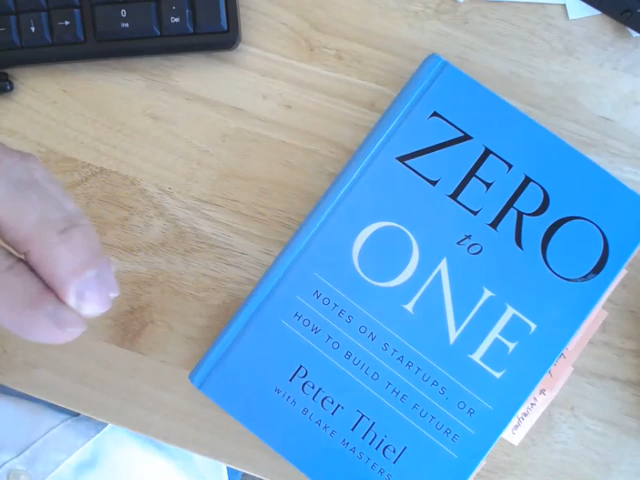 0
Ins
.
Del
ZERO
to
ONE
NOTES ON STARTUPS, OR
HOW TO BUILD THE FUTURE
Peter Thiel
with BLAKE MASTERS